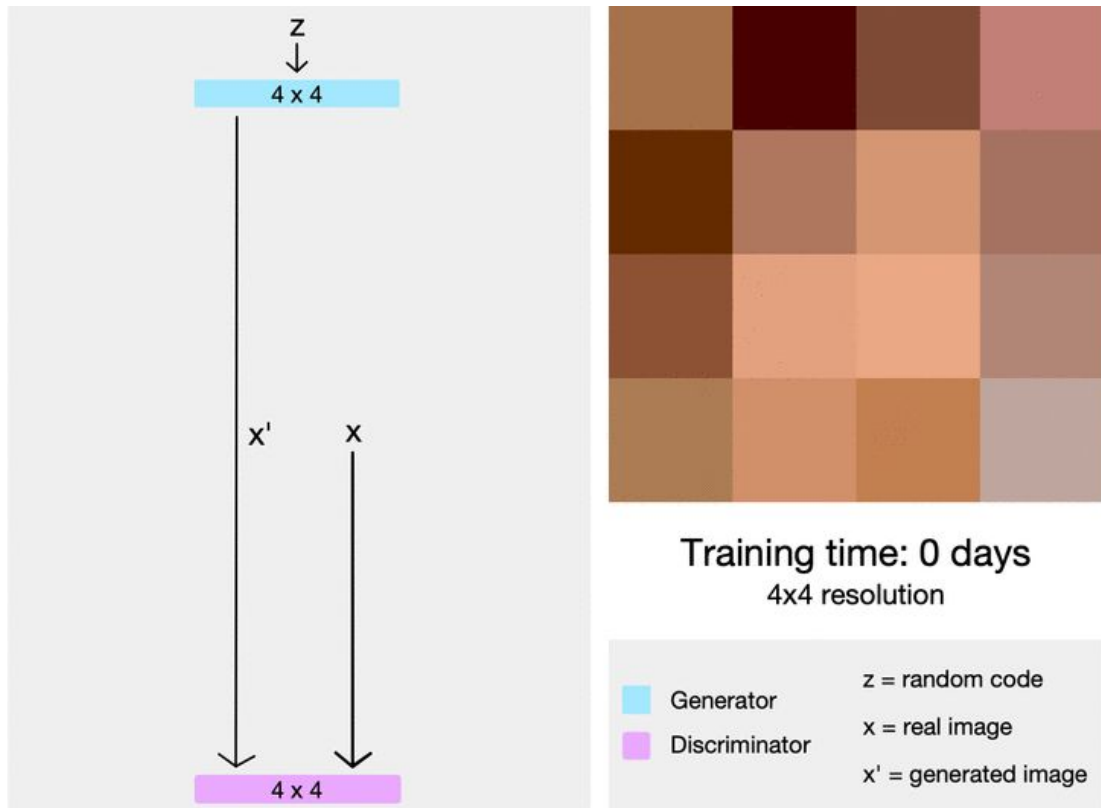 z
4 x 4
x'
x
4 x 4
Training time: 0 days
4x4 resolution
Generator
Discriminator
z = random code
x = real image
x' = generated image